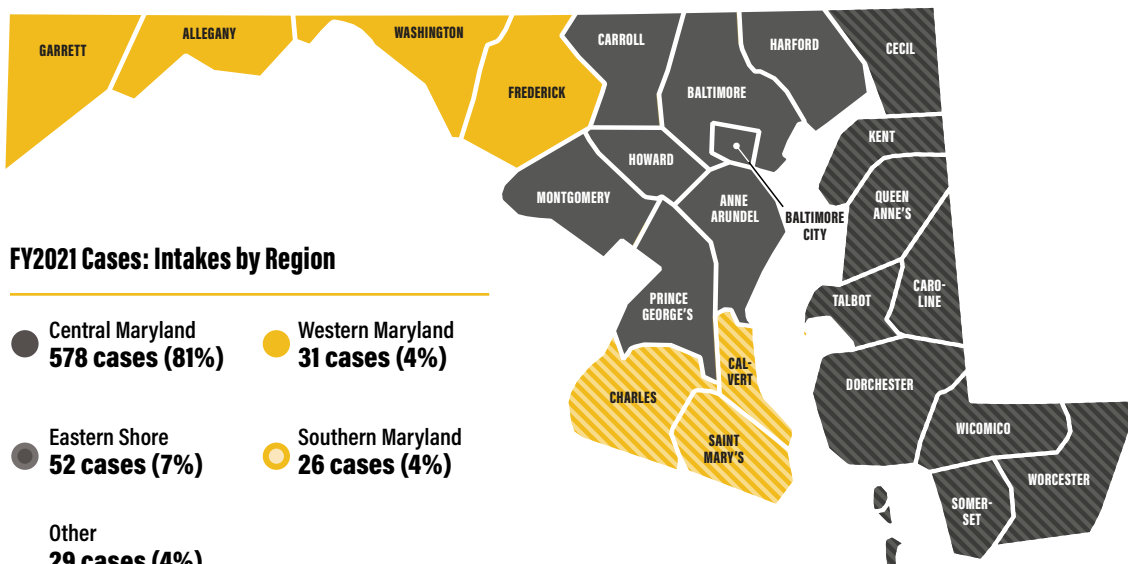 GARRETT
ALLEGANY
WASHINGTON
FREDERICK
CARROLL
BALTIMORE
HARFORD
CECIL
KENT
HOWARD
MONTGOMERY
ANNE
ARUNDEL
BALTIMORE
CITY
QUEEN
ANNE'S
CARO-
LINE
TALBOT
PRINCE
GEORGE'S
CAL-
VERT
CHARLES
SAINT
MARY'S
DORCHESTER
WICOMICO
WORCESTER
SOMER-
SET
FY2021 Cases: Intakes by Region
Central Maryland
578 cases (81%)
Western Maryland
31 cases (4%)
Eastern Shore
52 cases (7%)
Southern Maryland
26 cases (4%)
Other
29 cases (4%)